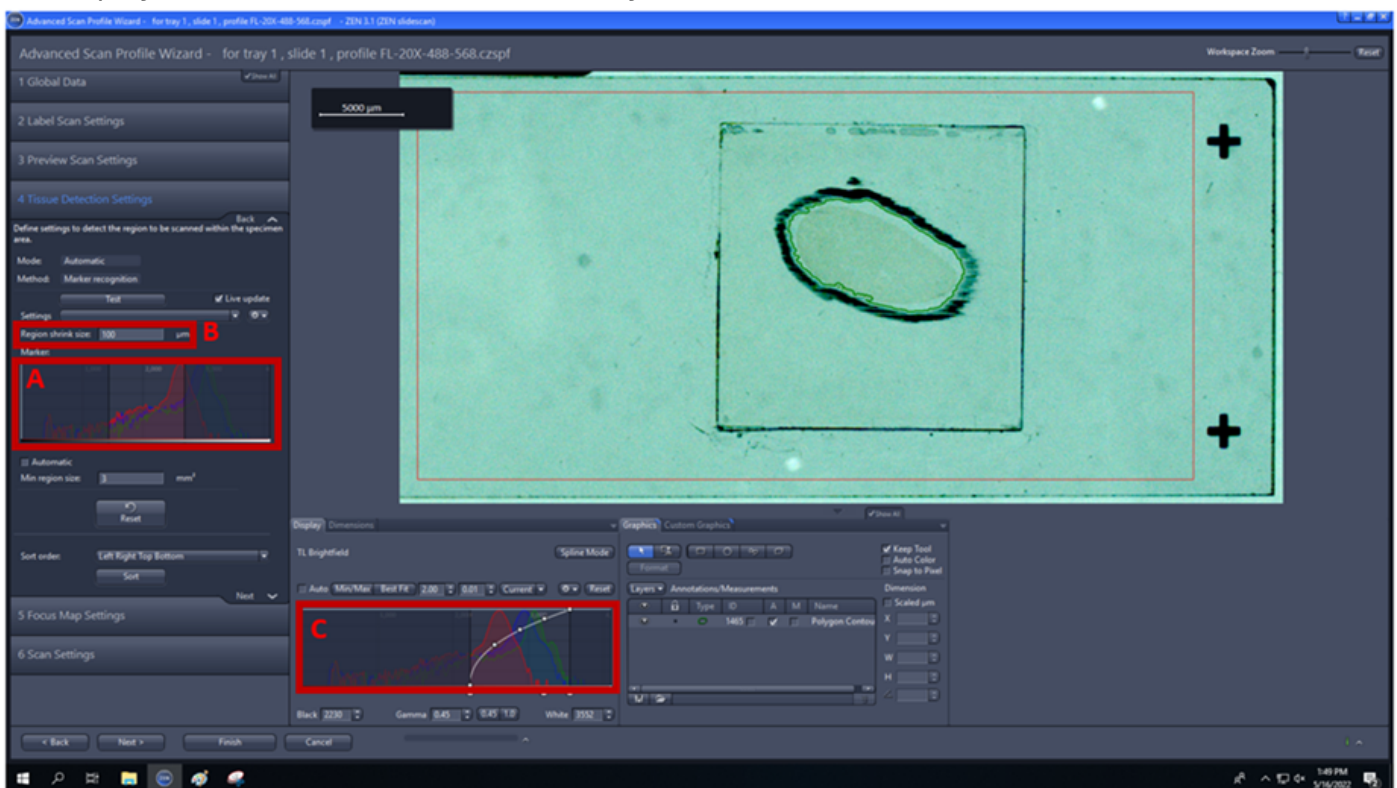 Advanced Scan Profile Wizard - for tray 1 , slide 1 , profile FL-20X-488-568.czspf - ZEN 3.1 (ZEN slidescan)
Advanced Scan Profile Wizard - for tray 1 , slide 1 , profile FL-20X-488-568.czspf
Workspace Zoom
Reset
1 Global Data
Show All
2 Label Scan Settings
3 Preview Scan Settings
4 Tissue Detection Settings
Back
Define settings to detect the region to be scanned within the specimen
area.
Mode: Automatic
Method: Marker recognition
Test
Live update
Settings
Region shrink size: 100 µm
B
Marker:
A
Automatic
Min region size: 3 mm²
Reset
Sort order: Left Right Top Bottom
Sort
Next
5 Focus Map Settings
6 Scan Settings
5000 µm
Display Dimensions
TL Brightfield
Spline Mode
Auto Min/Max Best Fit 2.00 0.01 Current Reset
C
Black 2230 Gamma 0.45 0.45 1.0 White 3552
Show All
Graphics Custom Graphics
Keep Tool
Auto Color
Snap to Pixel
Format
Layers Annotations/Measurements
Type ID A M Name
1465 Polygon Contou
Dimension
Scaled µm
X
Y
W
H
< Back Next > Finish Cancel
1:49 PM
5/16/2022